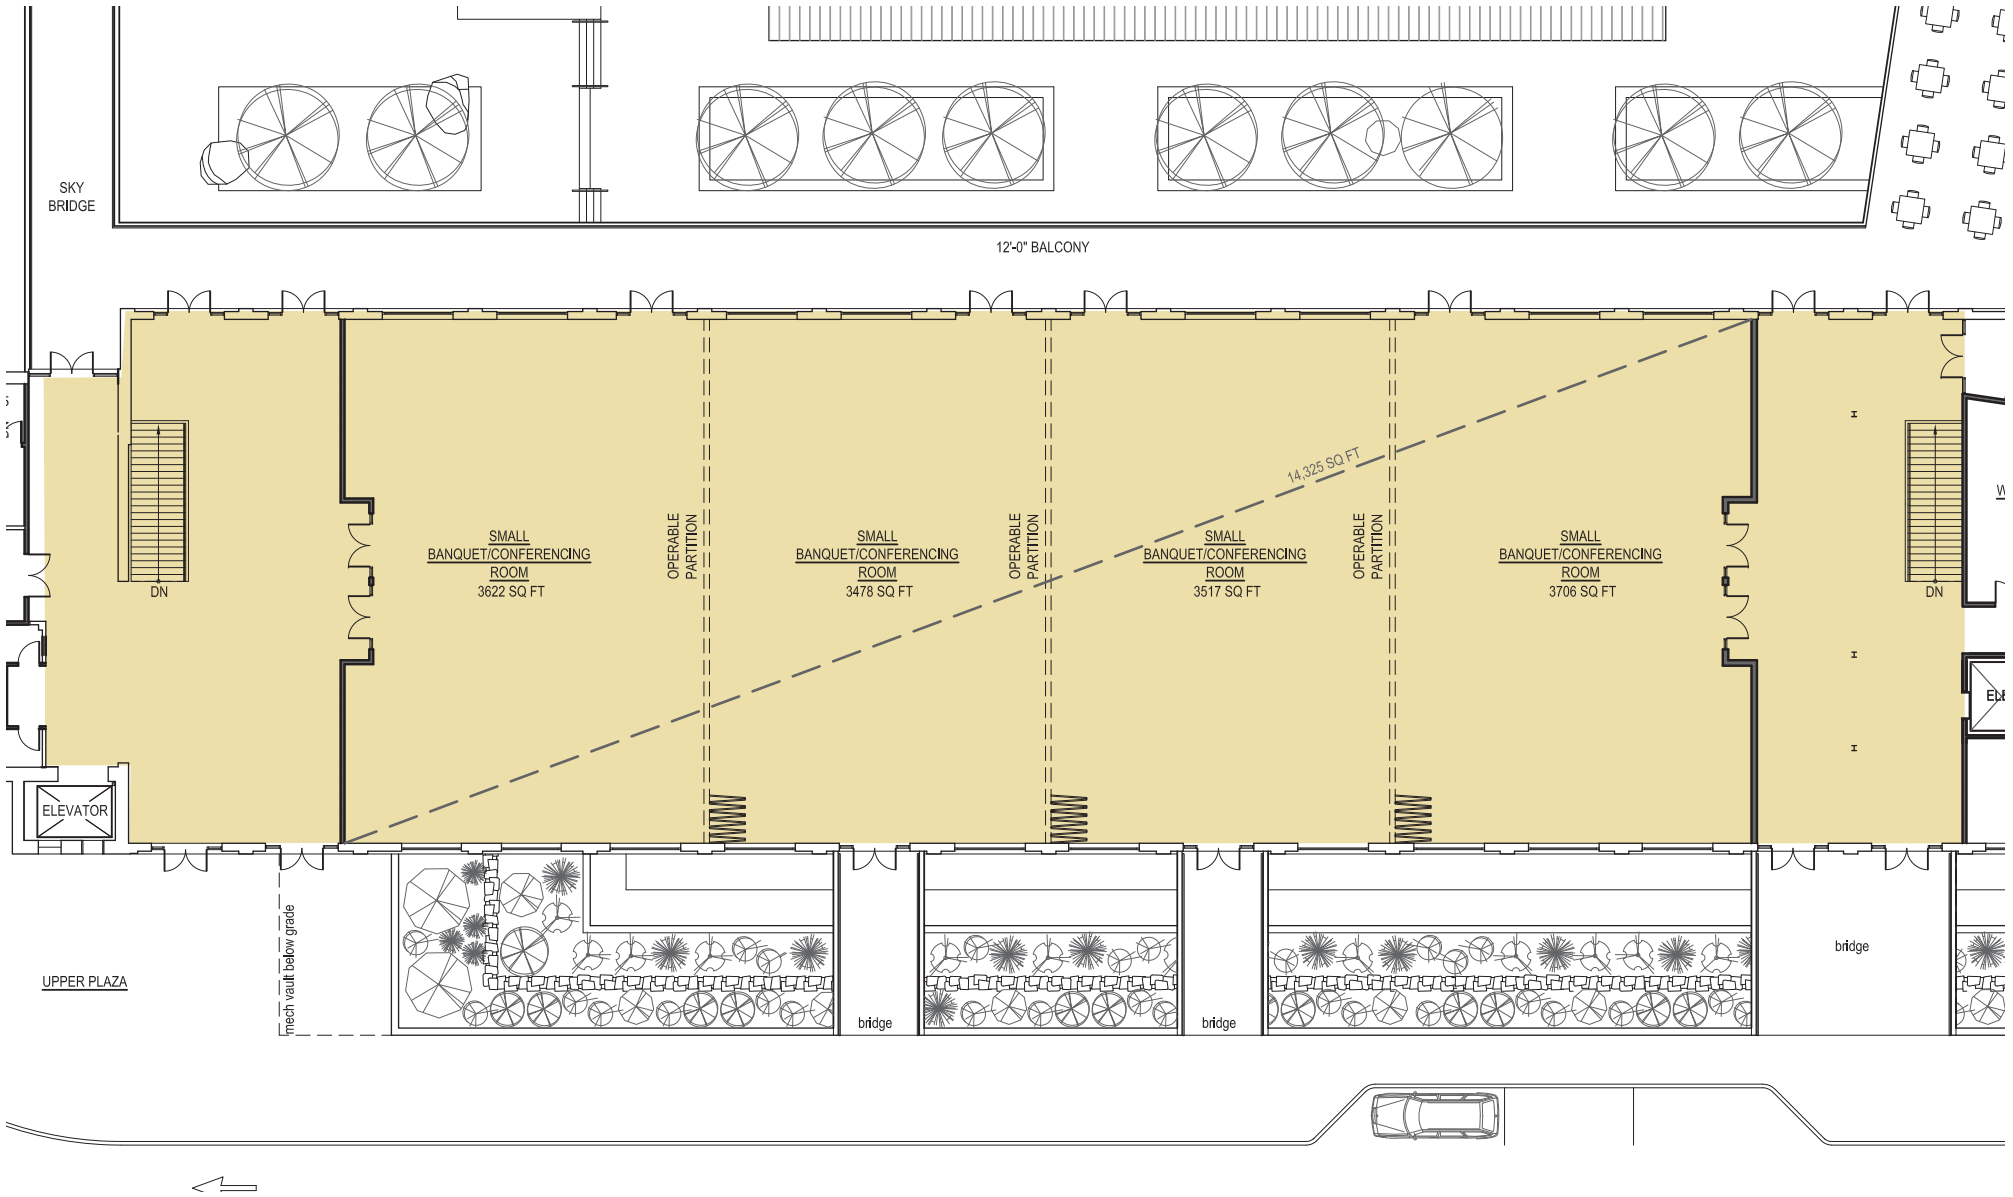 SKY
BRIDGE
12'-0" BALCONY
14,325 SQ FT
SMALL
BANQUET/CONFERENCING
ROOM
3622 SQ FT
OPERABLE
PARTITION
SMALL
BANQUET/CONFERENCING
ROOM
3478 SQ FT
OPERABLE
PARTITION
SMALL
BANQUET/CONFERENCING
ROOM
3517 SQ FT
OPERABLE
PARTITION
SMALL
BANQUET/CONFERENCING
ROOM
3706 SQ FT
DN
DN
W
ELE
ELEVATOR
mech vault below grade
UPPER PLAZA
bridge
bridge
bridge